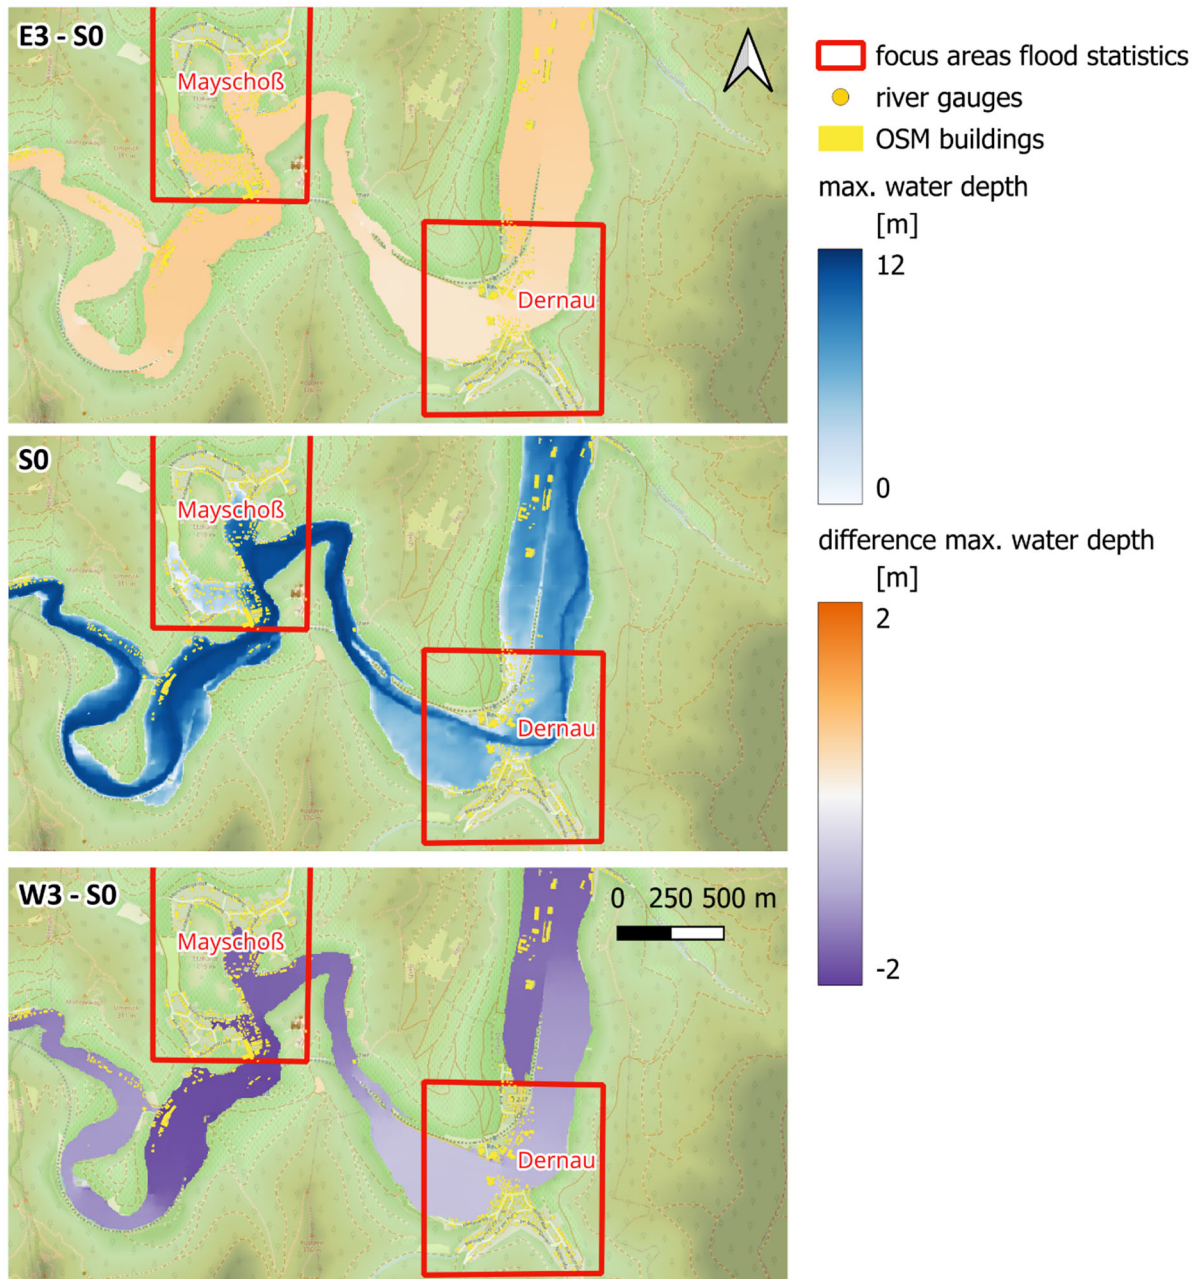 E3 - S0
Mayschoß
Dernau
S0
Mayschoß
Dernau
W3 - S0
Mayschoß
Dernau
0 250 500 m
focus areas flood statistics
river gauges
OSM buildings
max. water depth
[m]
12
0
difference max. water depth
[m]
2
-2